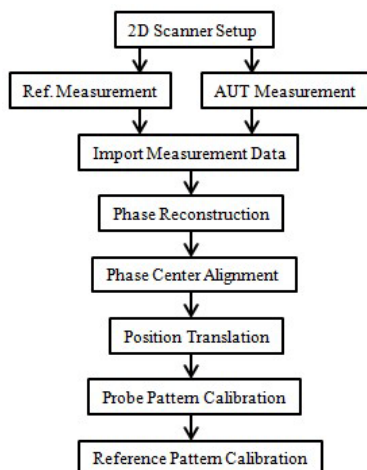 2D Scanner Setup
Ref. Measurement
AUT Measurement
Import Measurement Data
Phase Reconstruction
Phase Center Alignment
Position Translation
Probe Pattern Calibration
Reference Pattern Calibration